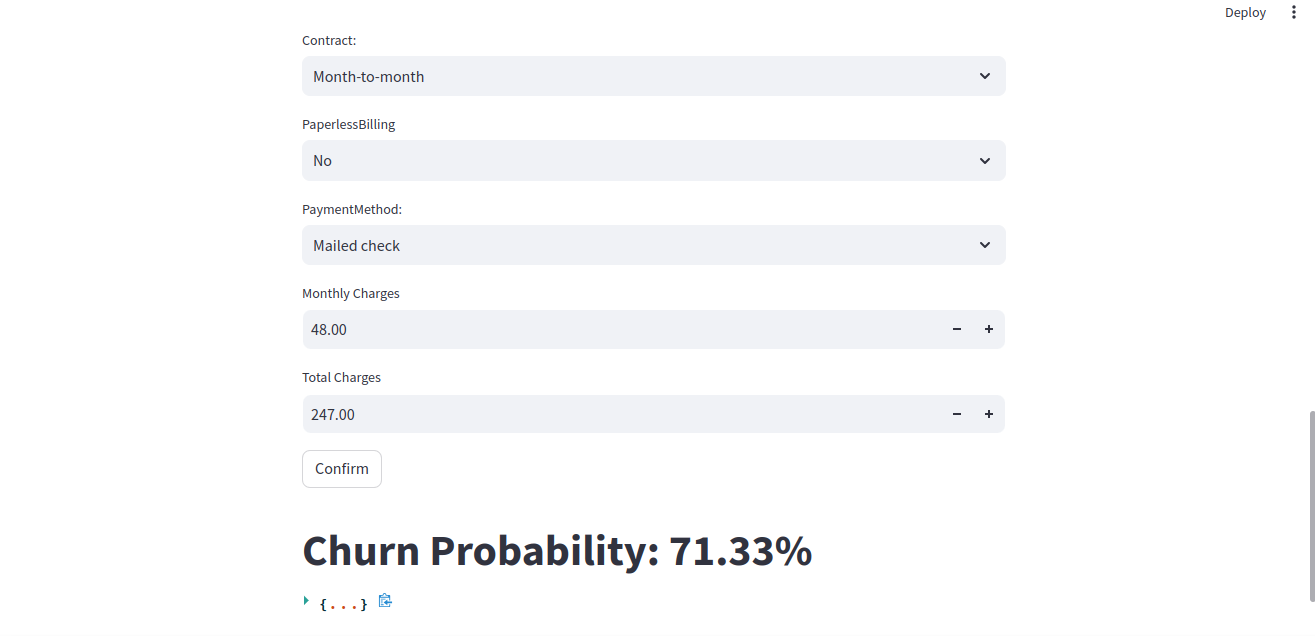 Deploy
Contract:
Month-to-month
PaperlessBilling
No
PaymentMethod:
Mailed check
Monthly Charges
48.00
Total Charges
247.00
Confirm
Churn Probability: 71.33%
{...}